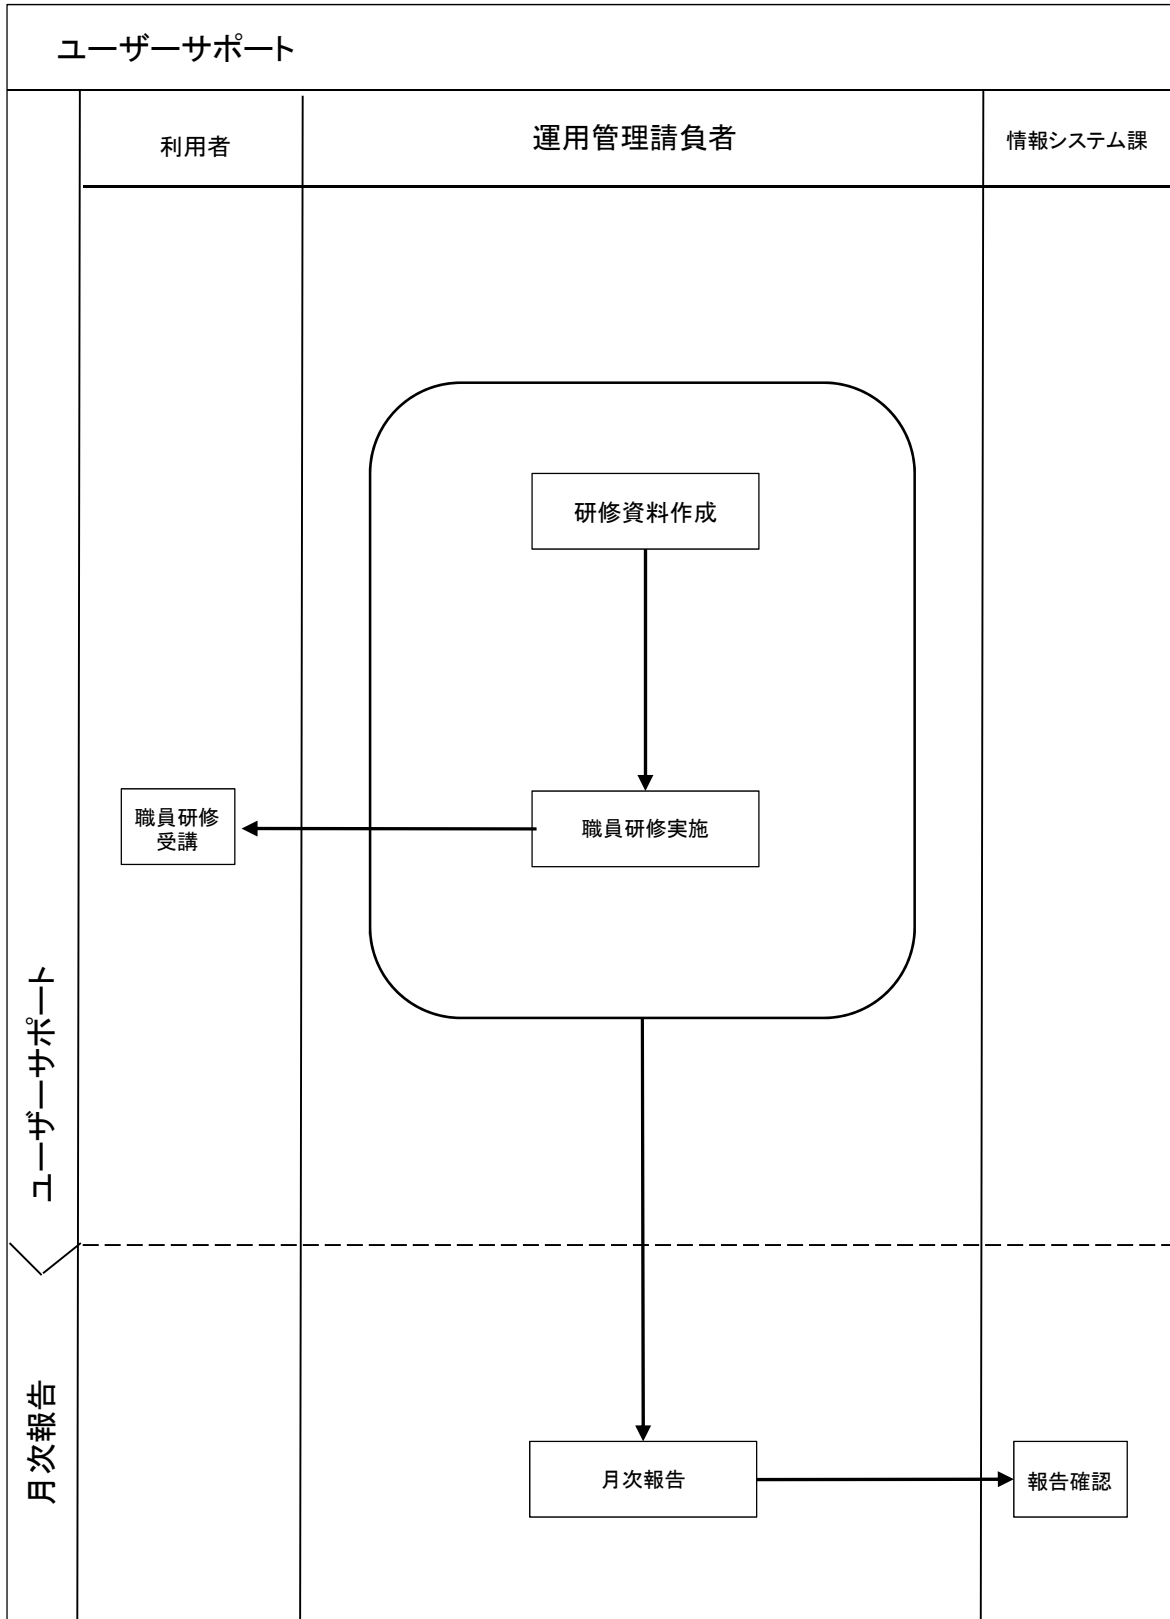 ユーザーサポート
利用者
運用管理請負者
情報システム課
研修資料作成
職員研修
受講
職員研修実施
ユーザーサポート
月次報告
月次報告
報告確認